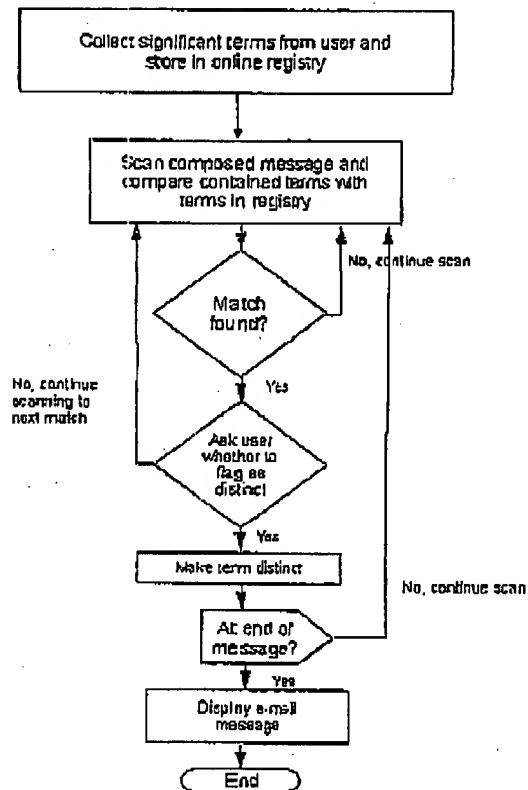 Collect significant terms from user and
store in online registry
Scan composed message and
compare contained terms with
terms in registry
No, continue scan
Match
found?
No, continue
scanning to
next match
Yes
Ask user
whether to
flag as
distinct
Yes
Make term distinct
No, continue scan
At end of
message?
Yes
Display e-mail
message
End